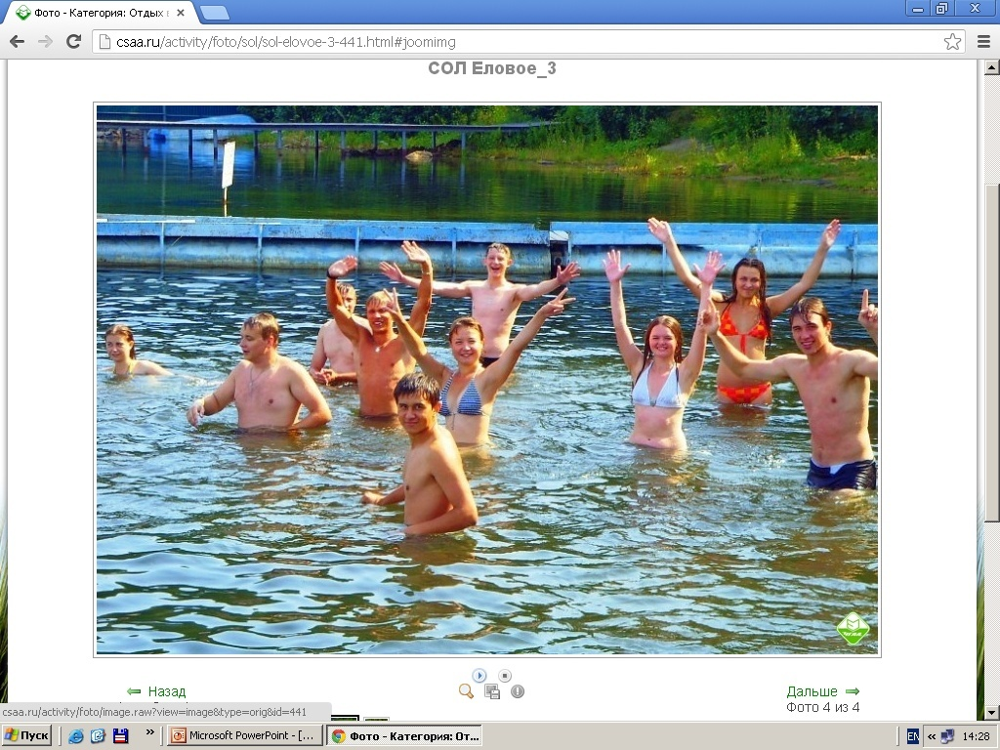 Фото - Категория: Отдых в
csaa.ru/activity/foto/sol/sol-elovoe-3-441.html#joomimg
СОЛ Еловое_3
Назад
Дальше
Фото 4 из 4
csaa.ru/activity/foto/image.raw?view=image&type=orig&id=441
Пуск
»
Microsoft PowerPoint - [...
Фото - Категория: От...
EN
«
14:28